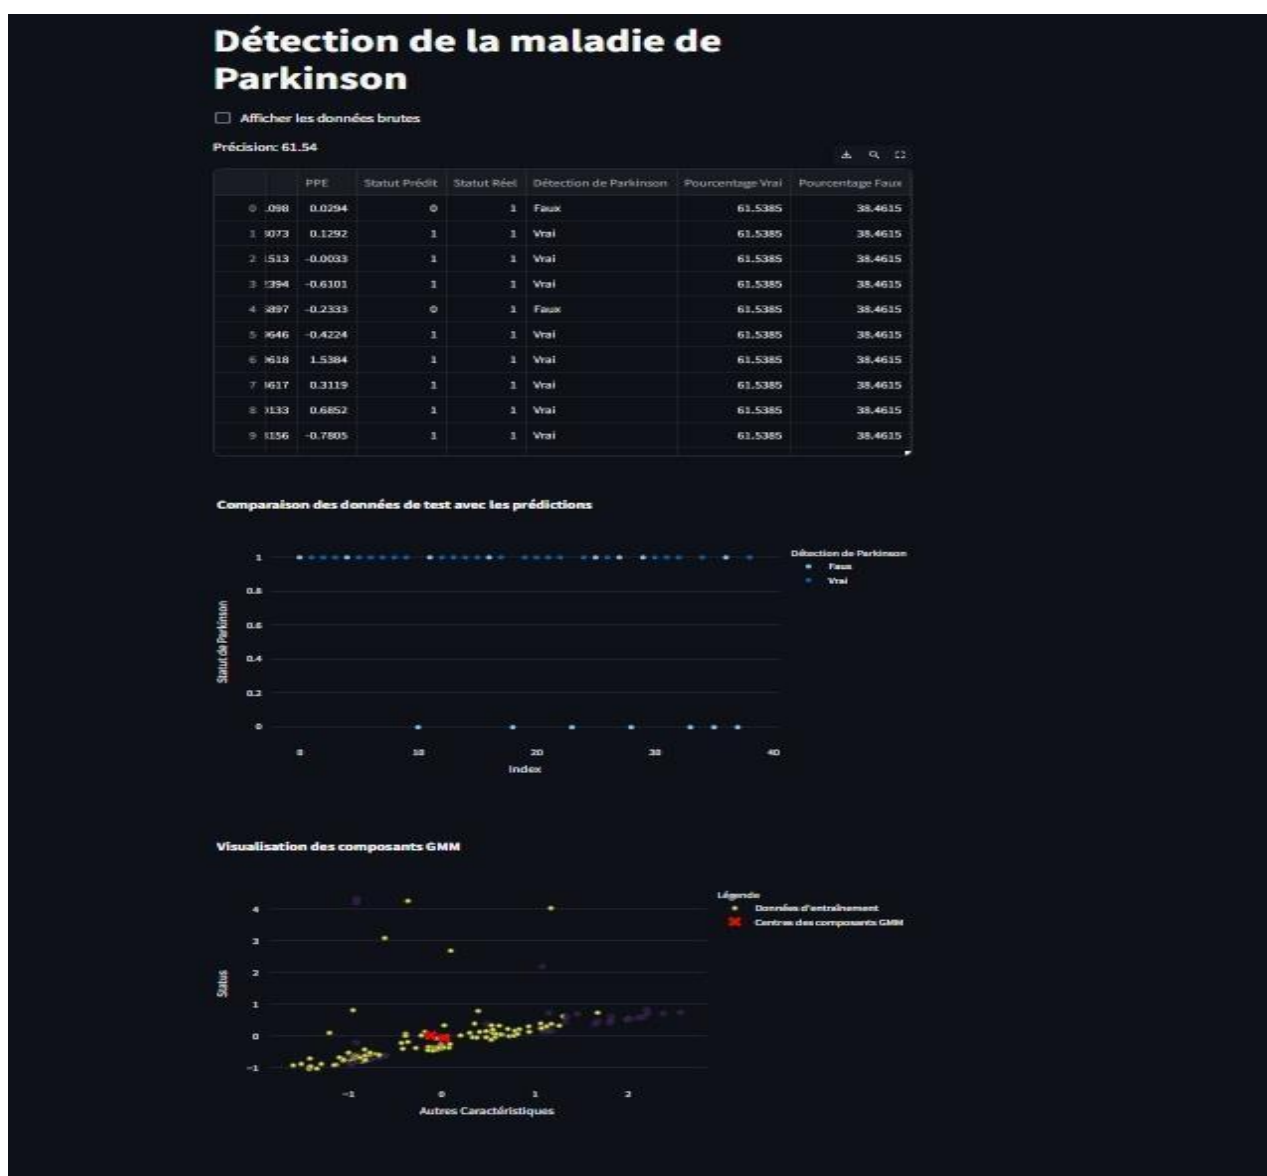 Détection de la maladie de
Parkinson
Afficher les données brutes
Précision: 61.54
PPE Statut Prédit Statut Réel Détection de Parkinson Pourcentage Vrai Pourcentage Faux
0 .098 0.0294 0 1 Faux 61.5385 38.4615
1 0.1292 1 1 Vrai 61.5385 38.4615
2 -0.0033 1 1 Vrai 61.5385 38.4615
3 -0.6101 1 1 Vrai 61.5385 38.4615
4 -0.2333 0 1 Faux 61.5385 38.4615
5 -0.4224 1 1 Vrai 61.5385 38.4615
6 1.5384 1 1 Vrai 61.5385 38.4615
7 0.3119 1 1 Vrai 61.5385 38.4615
8 0.6852 1 1 Vrai 61.5385 38.4615
9 -0.7805 1 1 Vrai 61.5385 38.4615
Comparaison des données de test avec les prédictions
Détection de Parkinson
Faux
Vrai
Statut de Parkinson
1
0.8
0.6
0.4
0.2
0
0 10 20 30 40
Index
Visualisation des composants GMM
Légende
Données d'entraînement
Centres des composants GMM
Status
4
3
2
1
0
−1
−1 0 1 2
Autres Caractéristiques